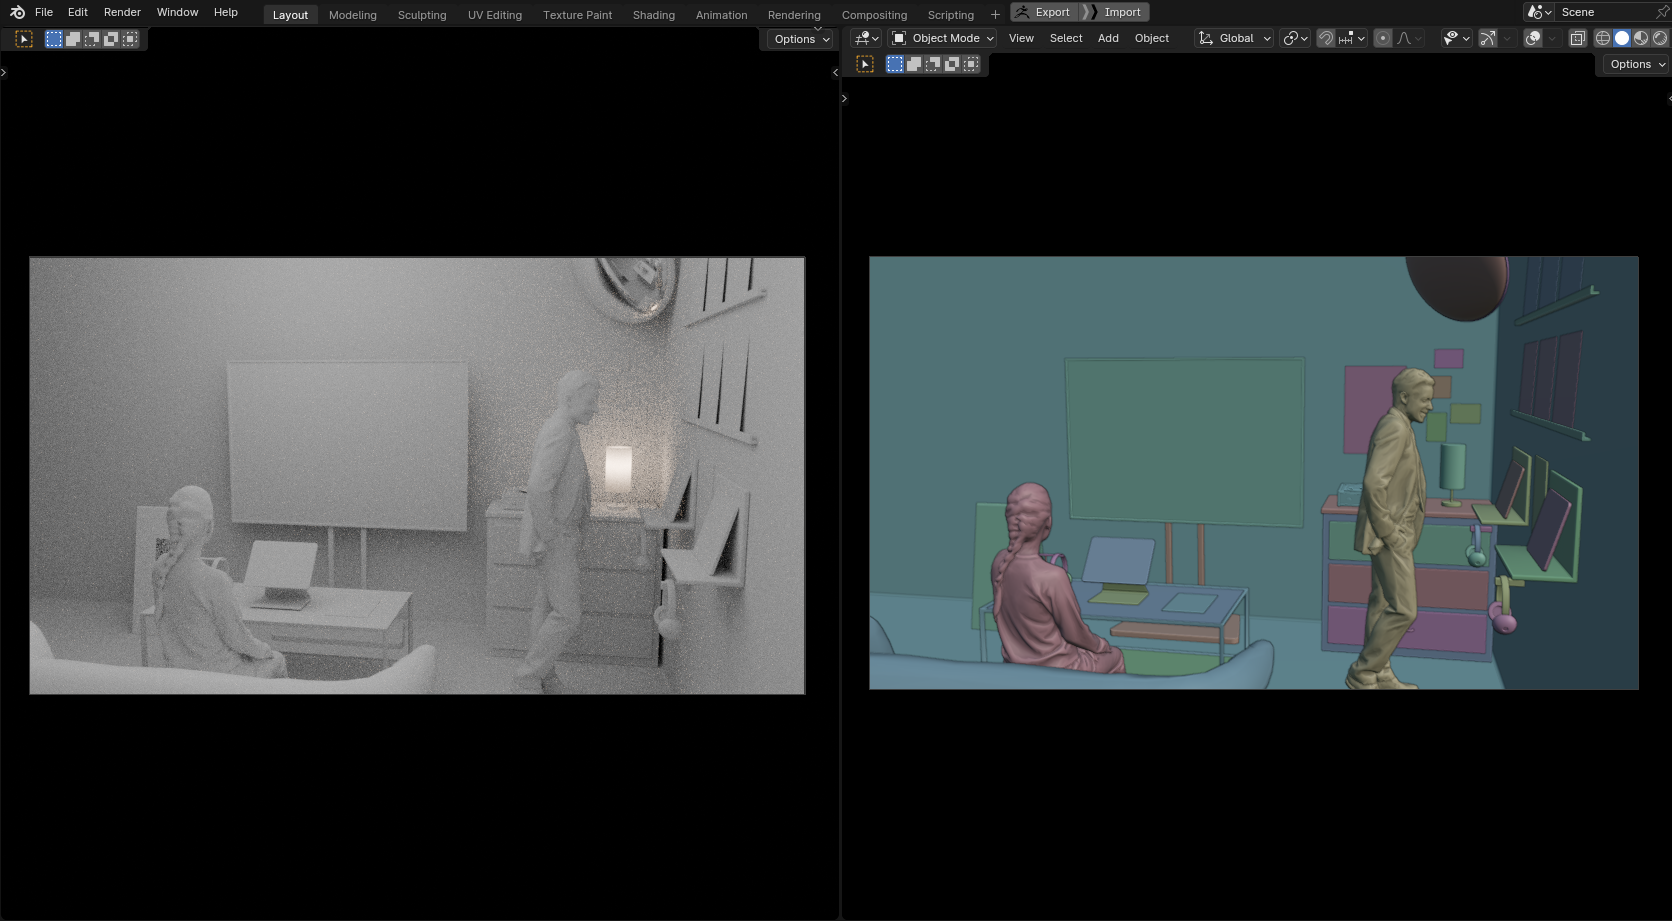 File Edit Render Window Help Layout Modeling Sculpting UV Editing Texture Paint Shading Animation Rendering Compositing Scripting + Export Import Scene
Options
Object Mode View Select Add Object Global
Options